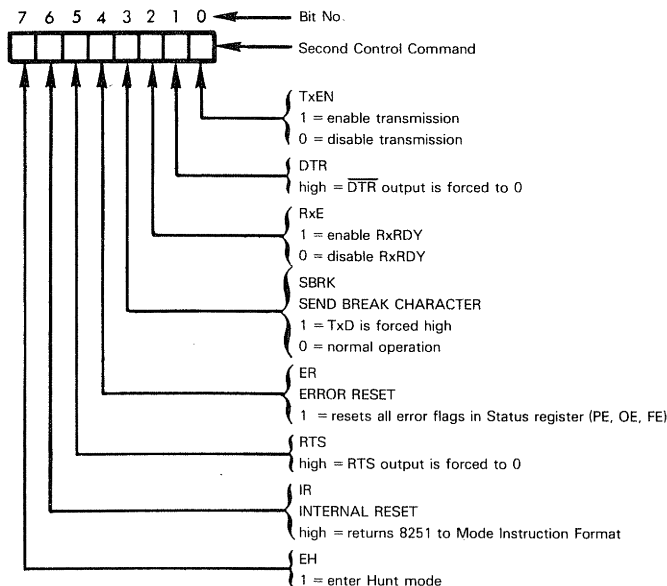 7 6 5 4 3 2 1 0 Bit No.
Second Control Command
TxEN
1 = enable transmission
0 = disable transmission
DTR
high = D̅T̅R̅ output is forced to 0
RxE
1 = enable RxRDY
0 = disable RxRDY
SBRK
SEND BREAK CHARACTER
1 = TxD is forced high
0 = normal operation
ER
ERROR RESET
1 = resets all error flags in Status register (PE, OE, FE)
RTS
high = RTS output is forced to 0
IR
INTERNAL RESET
high = returns 8251 to Mode Instruction Format
EH
1 = enter Hunt mode